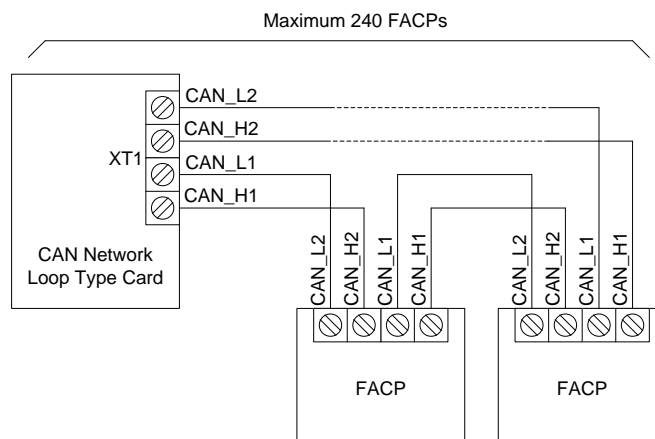 Maximum 240 FACPs
CAN_L2
CAN_H2
XT1
CAN_L1
CAN_H1
CAN Network
Loop Type Card
CAN_L2
CAN_H2
CAN_L1
CAN_H1
CAN_L2
CAN_H2
CAN_L1
CAN_H1
FACP
FACP